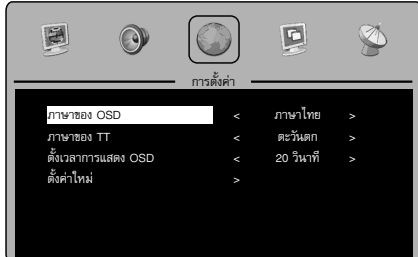 การตั้งค่า
ภาษาของ OSD < ภาษาไทย >
ภาษาของ TT < ตะวันตก >
ตั้งเวลาการแสดง OSD < 20 วินาที >
ตั้งค่าใหม่ >